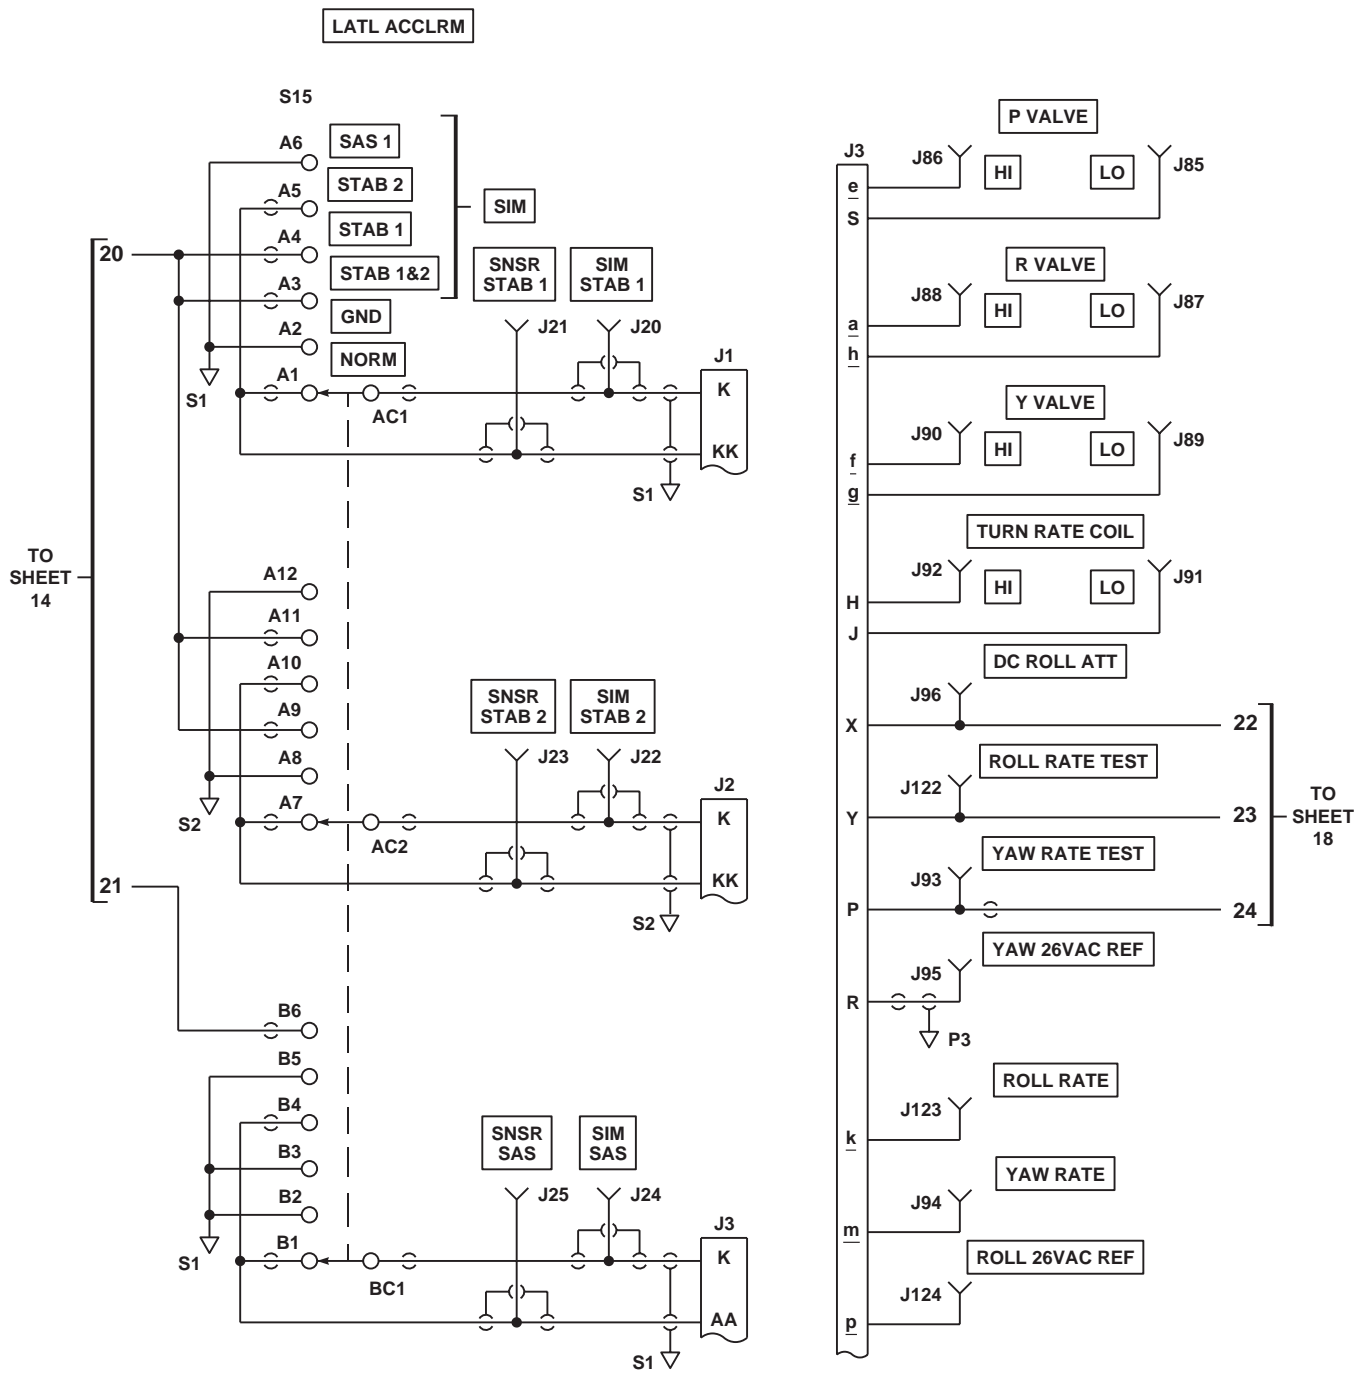 LATL ACCLRM
S15
A6
SAS 1
A5
STAB 2
A4
STAB 1
A3
STAB 1&2
A2
GND
A1
NORM
SIM
20
S1
AC1
SNSR
STAB 1
SIM
STAB 1
J21
J20
J1
K
KK
S1
TO
SHEET
14
A12
A11
A10
A9
A8
A7
S2
AC2
SNSR
STAB 2
SIM
STAB 2
J23
J22
J2
K
KK
S2
21
B6
B5
B4
B3
B2
B1
S1
BC1
SNSR
SAS
SIM
SAS
J25
J24
J3
K
AA
S1
J3
P VALVE
J86
HI
LO
J85
e
S
R VALVE
J88
HI
LO
J87
a
h
Y VALVE
J90
HI
LO
J89
f
g
TURN RATE COIL
J92
HI
LO
J91
H
J
DC ROLL ATT
J96
X
22
ROLL RATE TEST
J122
Y
23
TO
SHEET
18
YAW RATE TEST
J93
P
24
YAW 26VAC REF
J95
R
P3
ROLL RATE
J123
k
YAW RATE
J94
m
ROLL 26VAC REF
J124
p